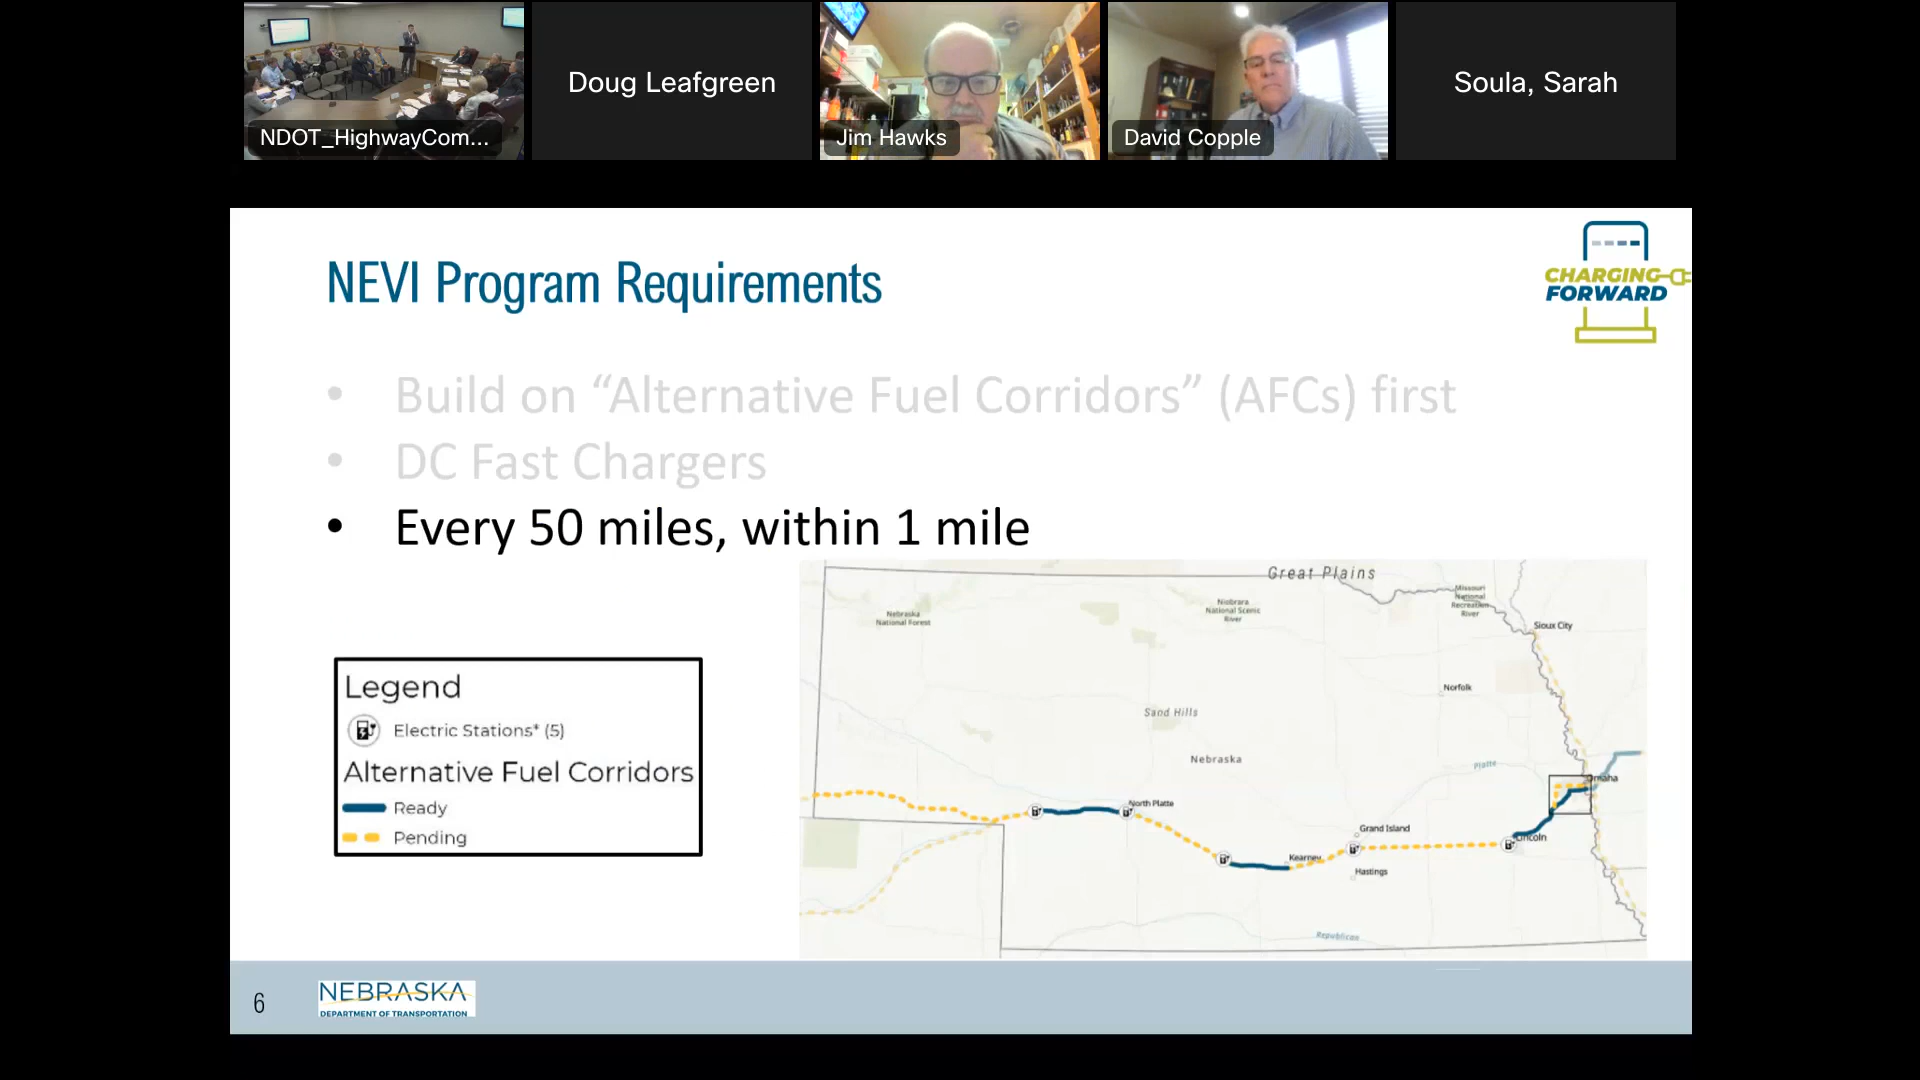 NDOT_HighwayCom...
Doug Leafgreen
Jim Hawks
David Copple
Soula, Sarah
NEVI Program Requirements
CHARGING
FORWARD
• Build on “Alternative Fuel Corridors” (AFCs) first
• DC Fast Chargers
• Every 50 miles, within 1 mile
Legend
Electric Stations* (5)
Alternative Fuel Corridors
Ready
Pending
Great Plains
Nebraska
National Forest
Niobrara
National Scenic
River
Missouri
National
Recreation
River
Sioux City
Norfolk
Sand Hills
Nebraska
Platte
Omaha
North Platte
Grand Island
Lincoln
Kearney
Hastings
Republican
6
NEBRASKA
DEPARTMENT OF TRANSPORTATION